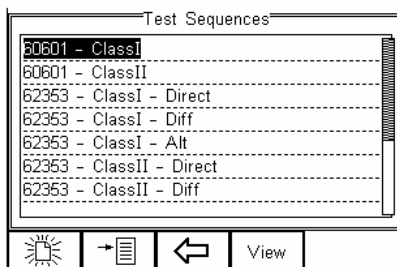 Test Sequences
60601 - ClassI
60601 - ClassII
62353 - ClassI - Direct
62353 - ClassI - Diff
62353 - ClassI - Alt
62353 - ClassII - Direct
62353 - ClassII - Diff
View